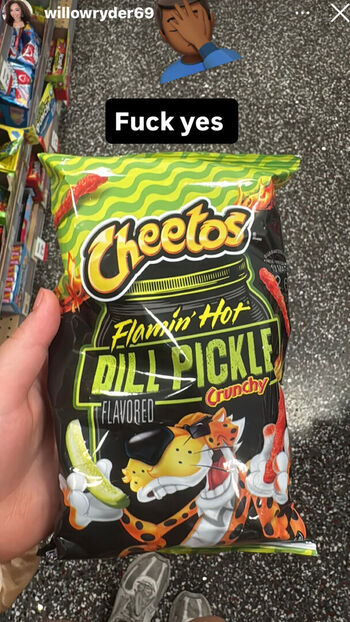 willowryder69
Fuck yes
Cheetos
Flamin' Hot
DILL PICKLE
FLAVORED
Crunchy